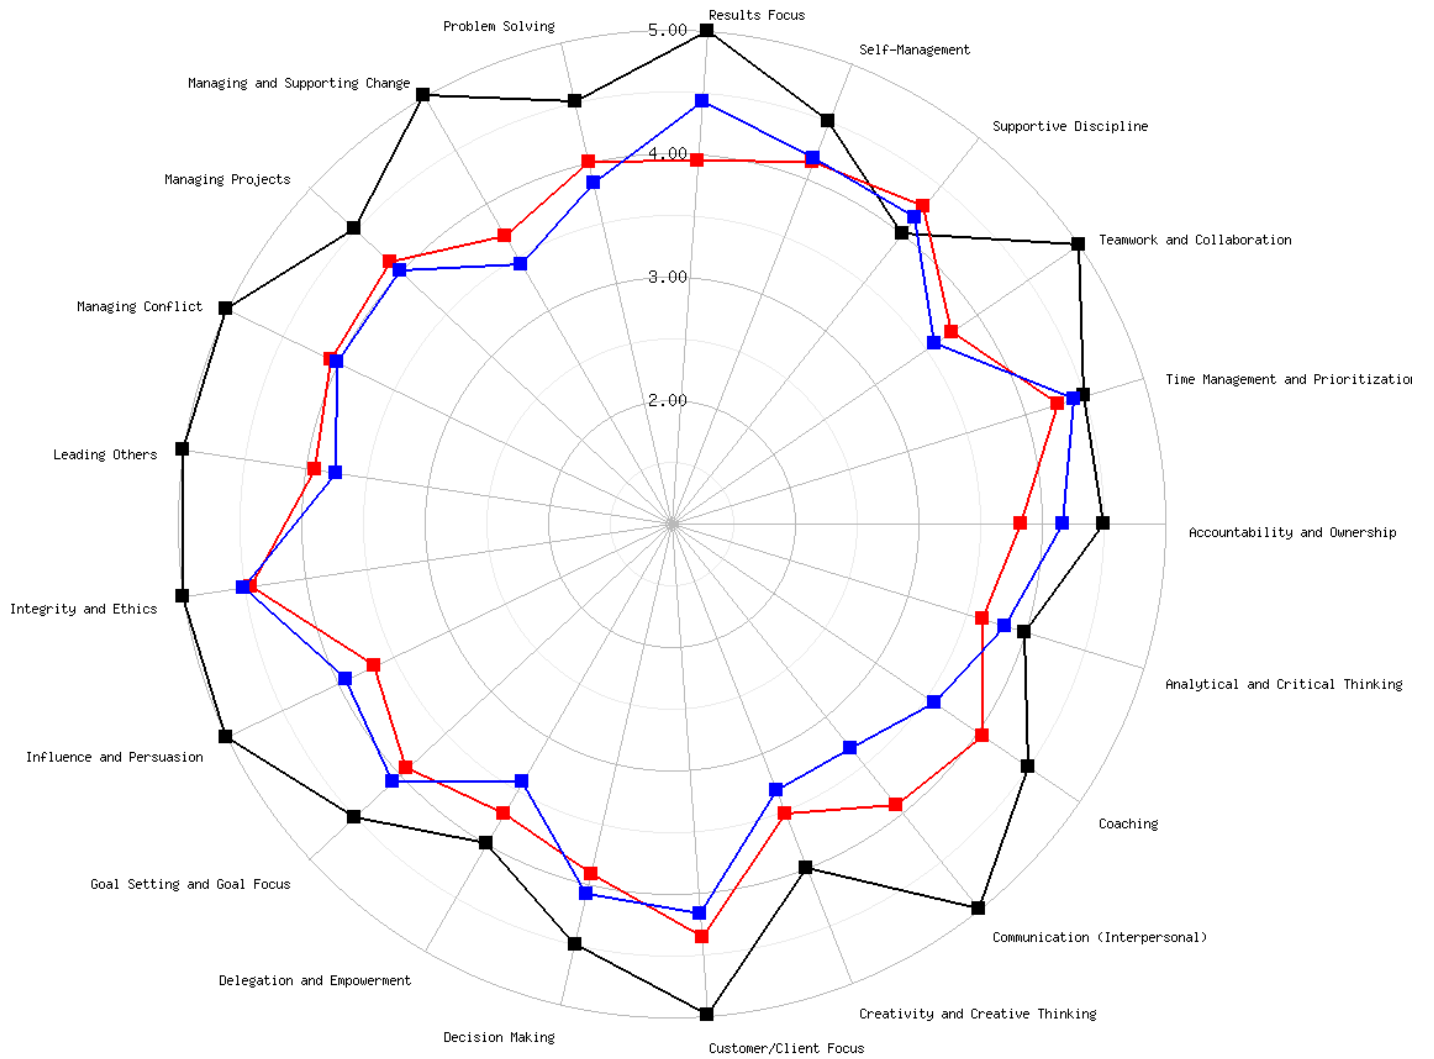 Results Focus
Problem Solving
5.00
Self-Management
Managing and Supporting Change
Supportive Discipline
4.00
Managing Projects
Teamwork and Collaboration
3.00
Managing Conflict
Time Management and Prioritizatio
2.00
Leading Others
Accountability and Ownership
Integrity and Ethics
Analytical and Critical Thinking
Influence and Persuasion
Coaching
Goal Setting and Goal Focus
Communication (Interpersonal)
Delegation and Empowerment
Creativity and Creative Thinking
Decision Making
Customer/Client Focus